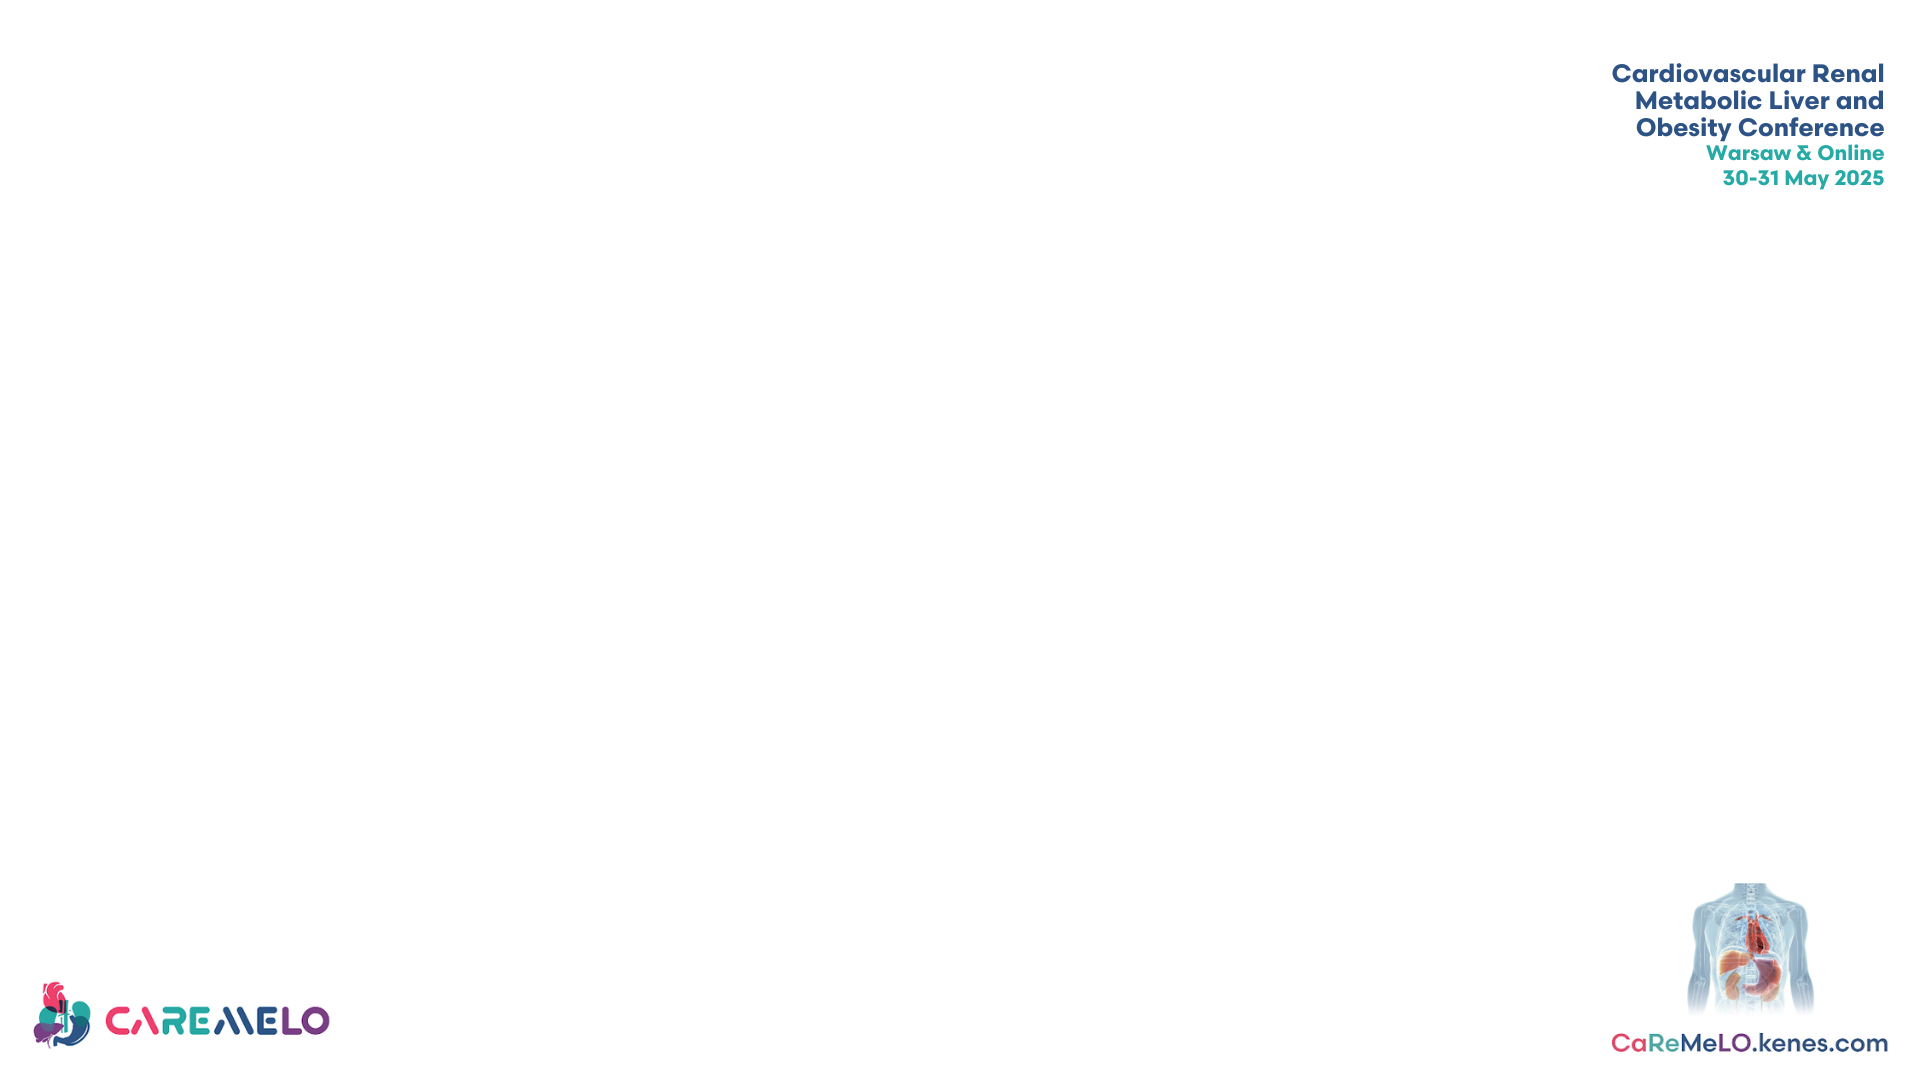 Cardiovascular Renal
Metabolic Liver and
Obesity Conference
Warsaw & Online
30-31 May 2025
CAREMELO
CaReMeLO.kenes.com